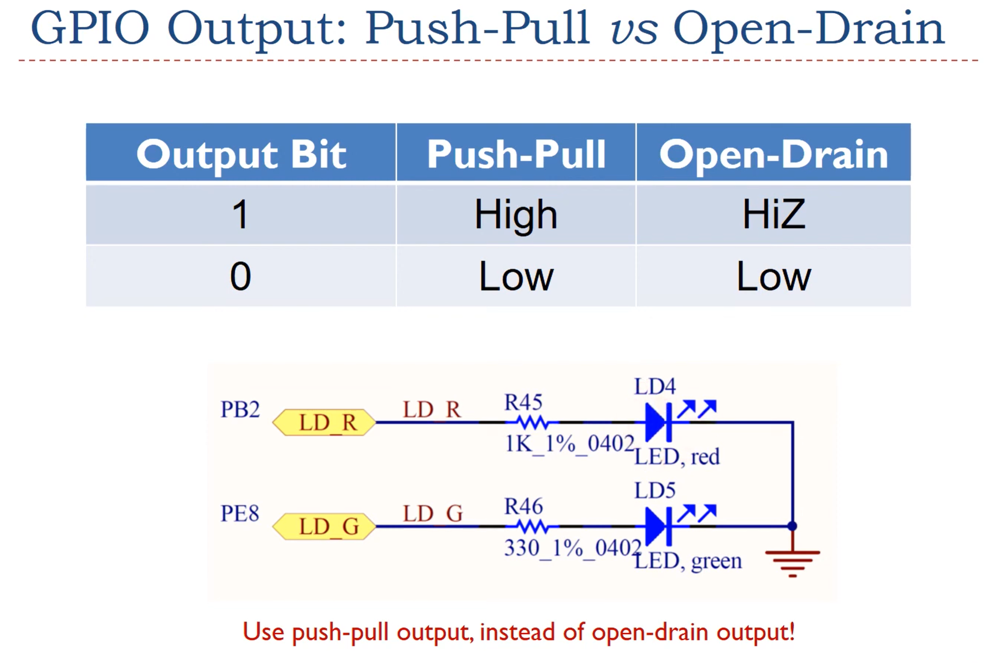 GPIO Output: Push-Pull vs Open-Drain
Output Bit Push-Pull Open-Drain
1 High HiZ
0 Low Low
LD4
PB2 LD_R LD_R R45
1K_1%_0402
LED, red
LD5
PE8 LD_G LD_G R46
330_1%_0402
LED, green
Use push-pull output, instead of open-drain output!